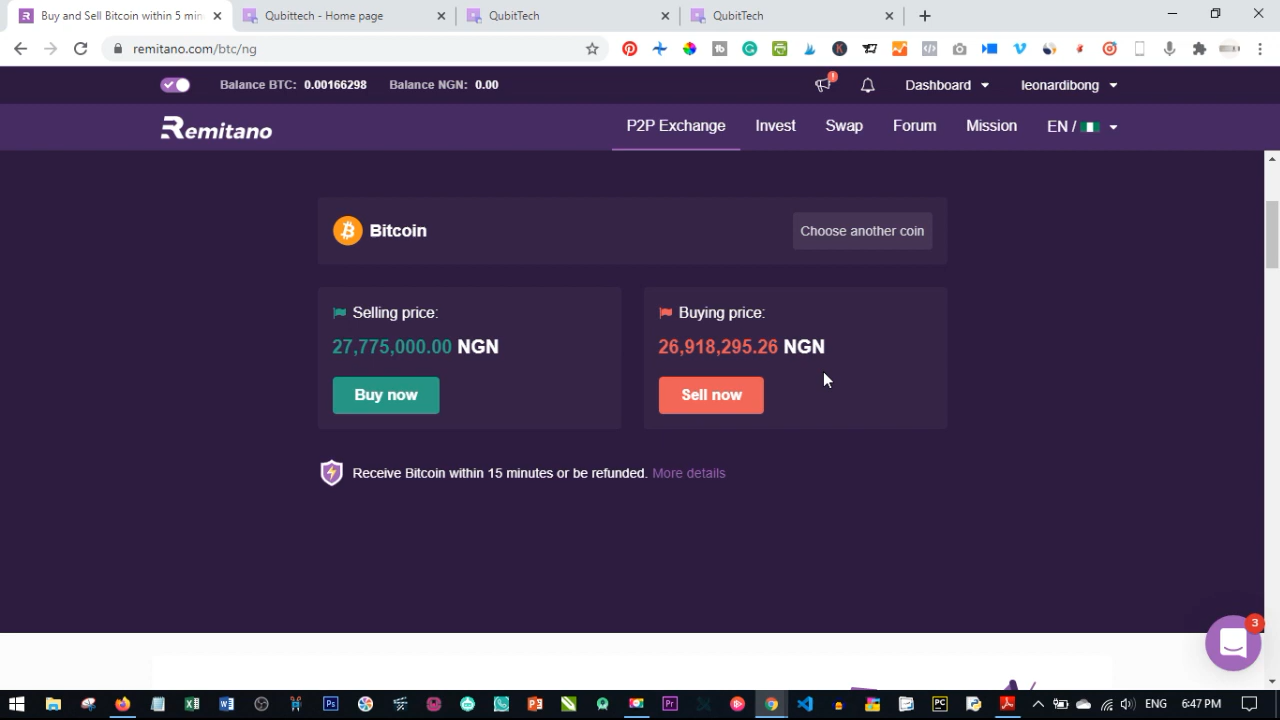 Buy and Sell Bitcoin within 5 min
Qubittech - Home page
QubitTech
QubitTech
remitano.com/btc/ng
Balance BTC: 0.00166298
Balance NGN: 0.00
Dashboard
leonardibong
Remitano
P2P Exchange
Invest
Swap
Forum
Mission
EN /
Bitcoin
Choose another coin
Selling price:
27,775,000.00 NGN
Buy now
Buying price:
26,918,295.26 NGN
Sell now
Receive Bitcoin within 15 minutes or be refunded. More details
3
ENG
6:47 PM